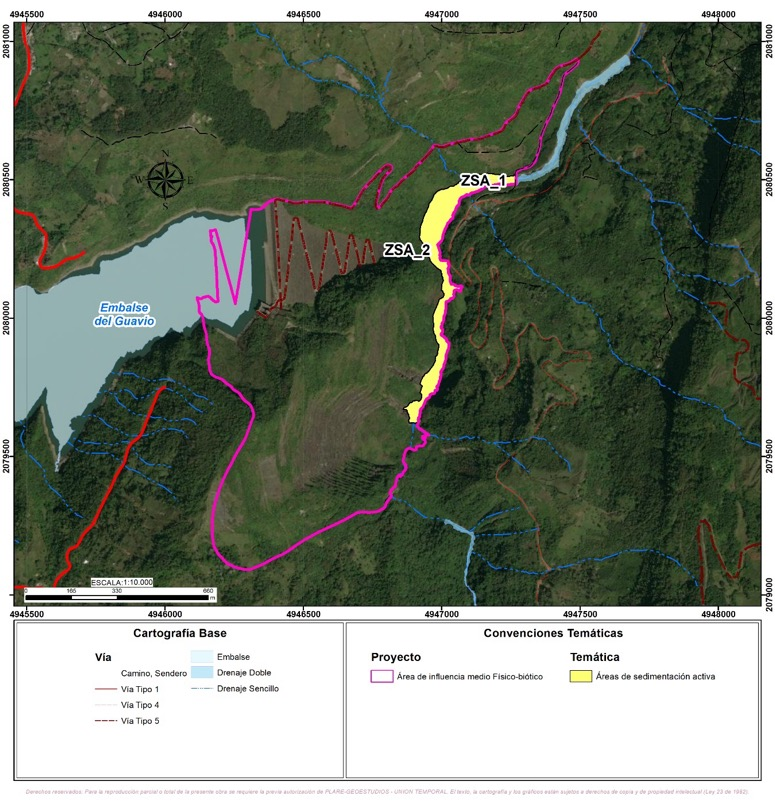 4945500 4946000 4946500 4947000 4947500 4948000
2081000 2081000
2080500 2080500
2080000 2080000
2079500 2079500
2079000
N
W E
S
ZSA_1
ZSA_2
Embalse
del Guavio
ESCALA:1:10.000
0 165 330 660
m
4945500 4946000 4946500 4947000 4947500 4948000
Cartografía Base
Vía
Camino, Sendero
Vía Tipo 1
Vía Tipo 4
Vía Tipo 5
Embalse
Drenaje Doble
Drenaje Sencillo
Convenciones Temáticas
Proyecto
Área de influencia medio Físico-biótico
Temática
Áreas de sedimentación activa
Derechos reservados: Para la reproducción parcial o total de la presente obra se requiere la previa autorización de PLARE-GEOESTUDIOS - UNION TEMPORAL. El texto, la cartografía y los gráficos están sujetos a derechos de copia y de propiedad intelectual (Ley 23 de 1982).